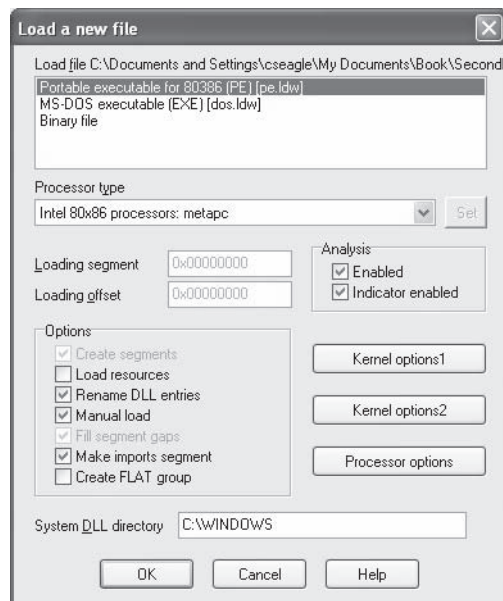 Load a new file
Load file C:\Documents and Settings\cseagle\My Documents\Book\Second
Portable executable for 80386 (PE) [pe.ldw]
MS-DOS executable (EXE) [dos.ldw]
Binary file
Processor type
Intel 80x86 processors: metapc
Set
Loading segment
0x00000000
Loading offset
0x00000000
Analysis
Enabled
Indicator enabled
Options
Create segments
Load resources
Rename DLL entries
Manual load
Fill segment gaps
Make imports segment
Create FLAT group
Kernel options1
Kernel options2
Processor options
System DLL directory
C:\WINDOWS
OK
Cancel
Help